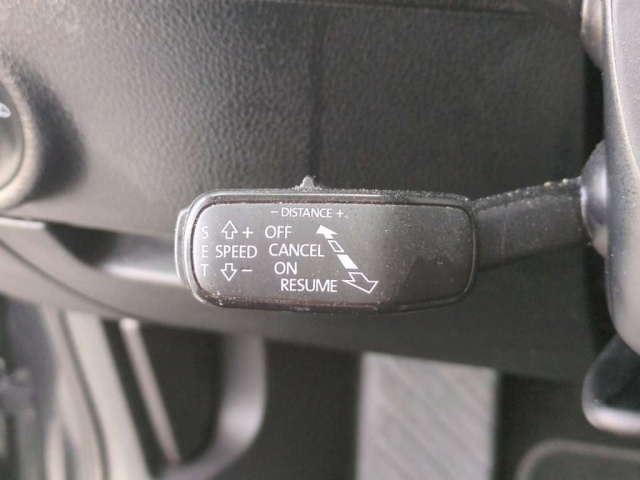 − DISTANCE +
S + OFF
E SPEED CANCEL
T − ON
RESUME